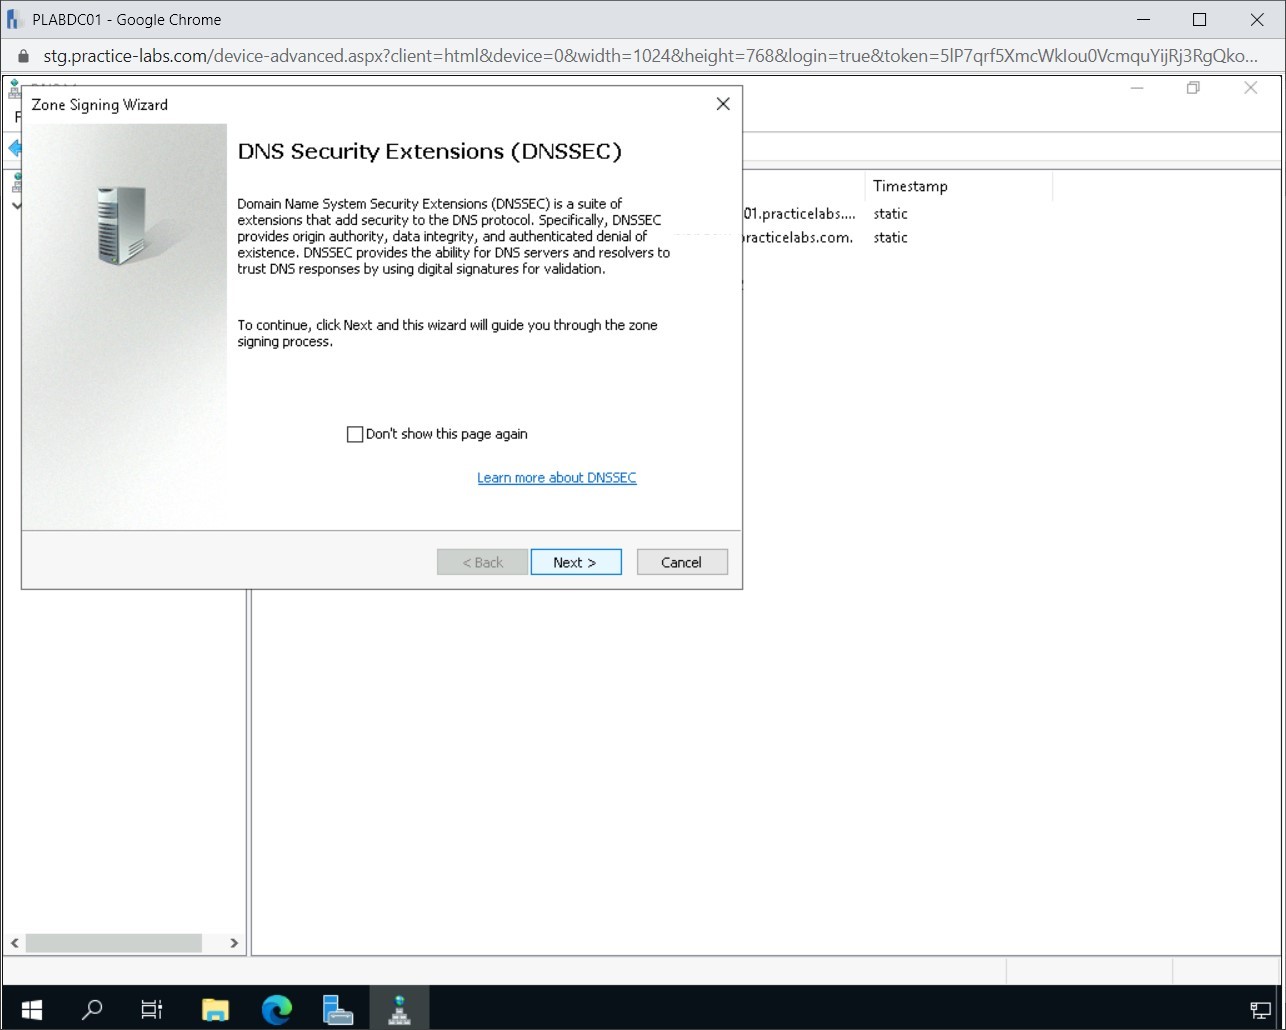 PLABDC01 - Google Chrome
stg.practice-labs.com/device-advanced.aspx?client=html&device=0&width=1024&height=768&login=true&token=5lP7qrf5XmcWkIou0VcmquYijRj3RgQko...
Zone Signing Wizard
F
DNS Security Extensions (DNSSEC)
Timestamp
Domain Name System Security Extensions (DNSSEC) is a suite of
extensions that add security to the DNS protocol. Specifically, DNSSEC
provides origin authority, data integrity, and authenticated denial of
existence. DNSSEC provides the ability for DNS servers and resolvers to
trust DNS responses by using digital signatures for validation.
01.practicelabs.... static
practicelabs.com. static
To continue, click Next and this wizard will guide you through the zone
signing process.
Don't show this page again
Learn more about DNSSEC
< Back Next > Cancel